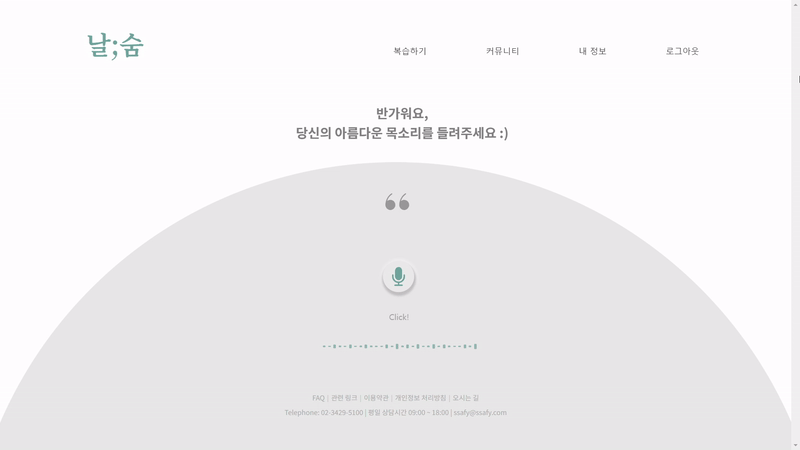 날;숨
복습하기 커뮤니티 내 정보 로그아웃
반가워요,
당신의 아름다운 목소리를 들려주세요 :)
Click!
FAQ | 관련 링크 | 이용약관 | 개인정보 처리방침 | 오시는 길
Telephone: 02-3429-5100 | 평일 상담시간 09:00 ~ 18:00 | ssafy@ssafy.com